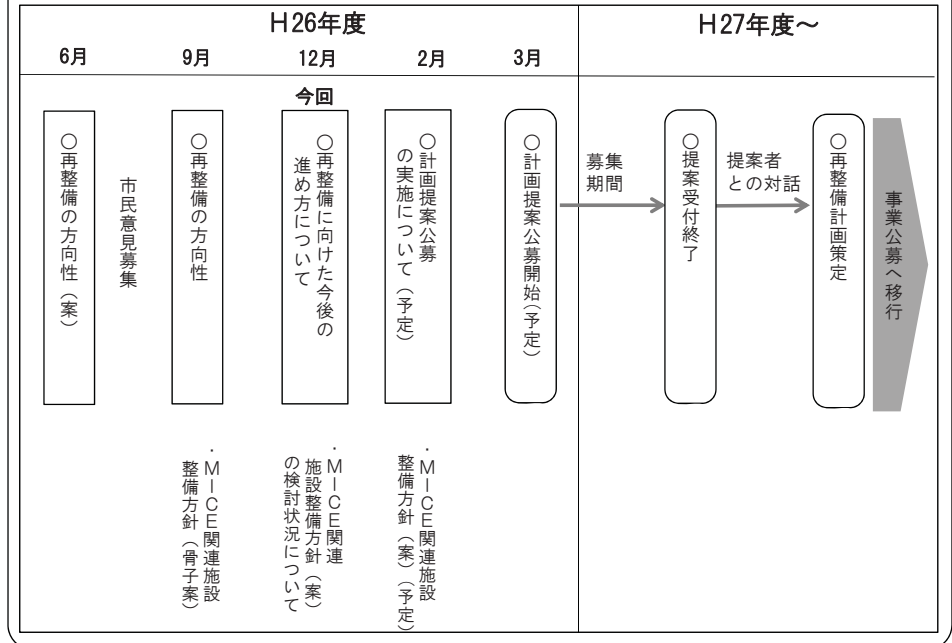 H26年度
H27年度～
6月
9月
12月
2月
3月
今回
○再整備の方向性（案）
市民意見募集
○再整備の方向性
○再整備に向けた今後の
進め方について
○計画提案公募
の実施について（予定）
○計画提案公募開始（予定）
募集
期間
○提案受付終了
提案者
との対話
○再整備計画策定
事業公募へ移行
・MICE関連施設
整備方針（骨子案）
・MICE関連
施設整備方針（案）
の検討状況について
・MICE関連施設
整備方針（案）（予定）